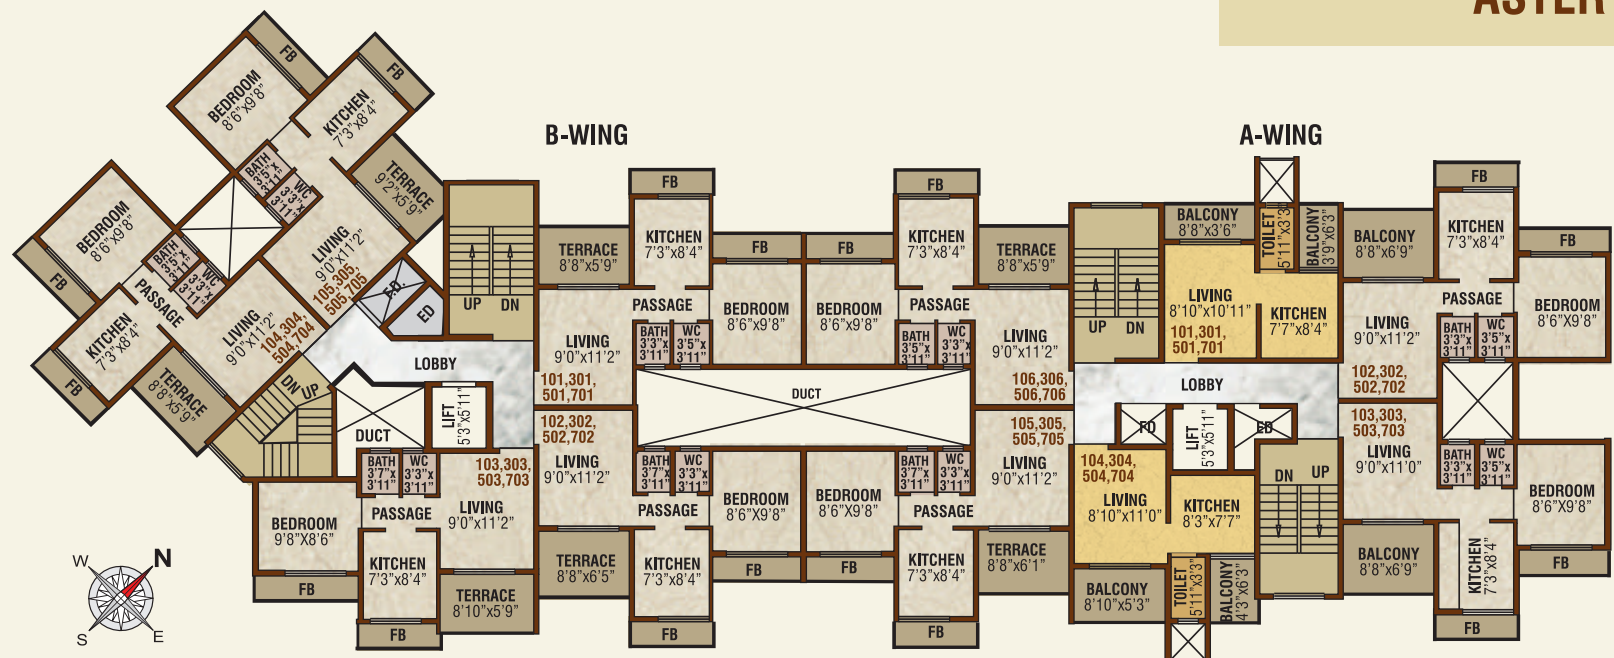 ASTER
B-WING
A-WING
FB
BEDROOM
8'6"x9'8"
KITCHEN
7'3"x8'4"
FB
BATH
3'5"x
3'11"
WC
3'3"x
3'11"
TERRACE
9'2"x5'9"
LIVING
9'0"x11'2"
105,305,
505,705
BEDROOM
8'6"x9'8"
FB
BATH
3'5"x
3'11"
WC
3'3"x
3'11"
PASSAGE
KITCHEN
7'3"x8'4"
FB
LIVING
9'0"x11'2"
104,304,
504,704
TERRACE
8'8"x5'9"
F.D.
ED
UP
DN
LOBBY
DN
UP
DUCT
LIFT
5'3"x5'11"
BATH
3'7"x
3'11"
WC
3'3"x
3'11"
103,303,
503,703
LIVING
9'0"x11'2"
PASSAGE
BEDROOM
9'8"X8'6"
FB
KITCHEN
7'3"x8'4"
FB
TERRACE
8'10"x5'9"
FB
KITCHEN
7'3"x8'4"
TERRACE
8'8"x5'9"
FB
PASSAGE
BEDROOM
8'6"x9'8"
BATH
3'3"x
3'11"
WC
3'5"x
3'11"
LIVING
9'0"x11'2"
101,301,
501,701
102,302,
502,702
LIVING
9'0"x11'2"
BATH
3'7"x
3'11"
WC
3'3"x
3'11"
PASSAGE
BEDROOM
8'6"X9'8"
FB
TERRACE
8'8"x6'5"
KITCHEN
7'3"x8'4"
FB
DUCT
FB
KITCHEN
7'3"x8'4"
TERRACE
8'8"x5'9"
FB
BEDROOM
8'6"x9'8"
PASSAGE
BATH
3'5"x
3'11"
WC
3'3"x
3'11"
LIVING
9'0"x11'2"
106,306,
506,706
105,305,
505,705
LIVING
9'0"x11'2"
BATH
3'7"x
3'11"
WC
3'3"x
3'11"
BEDROOM
8'6"X9'8"
PASSAGE
FB
KITCHEN
7'3"x8'4"
TERRACE
8'8"x6'1"
FB
UP
DN
BALCONY
8'8"x3'6"
TOILET
5'11"x3'3"
BALCONY
3'9"x6'3"
LIVING
8'10"x10'11"
101,301,
501,701
KITCHEN
7'7"x8'4"
LOBBY
FD
LIFT
5'3"x5'11"
ED
DN
UP
104,304,
504,704
LIVING
8'10"x11'0"
KITCHEN
8'3"x7'7"
BALCONY
8'10"x5'3"
TOILET
5'11"x3'3"
BALCONY
4'3"x6'3"
FB
BALCONY
8'8"x6'9"
KITCHEN
7'3"x8'4"
FB
PASSAGE
BEDROOM
8'6"X9'8"
LIVING
9'0"x11'2"
BATH
3'3"x
3'11"
WC
3'5"x
3'11"
102,302,
502,702
103,303,
503,703
LIVING
9'0"x11'0"
BATH
3'3"x
3'11"
WC
3'5"x
3'11"
PASSAGE
BEDROOM
8'6"X9'8"
BALCONY
8'8"x6'9"
KITCHEN
7'3"x8'4"
FB
FB
W
N
S
E